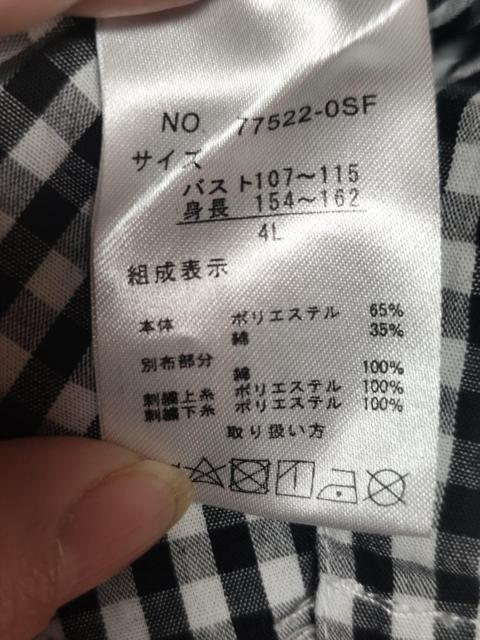 NO 77522-0SF
サイズ
バスト107〜115
身長 154〜162
4L
組成表示
本体 ポリエステル 65%
綿 35%
別布部分
綿 100%
刺繍上糸 ポリエステル 100%
刺繍下糸 ポリエステル 100%
取り扱い方